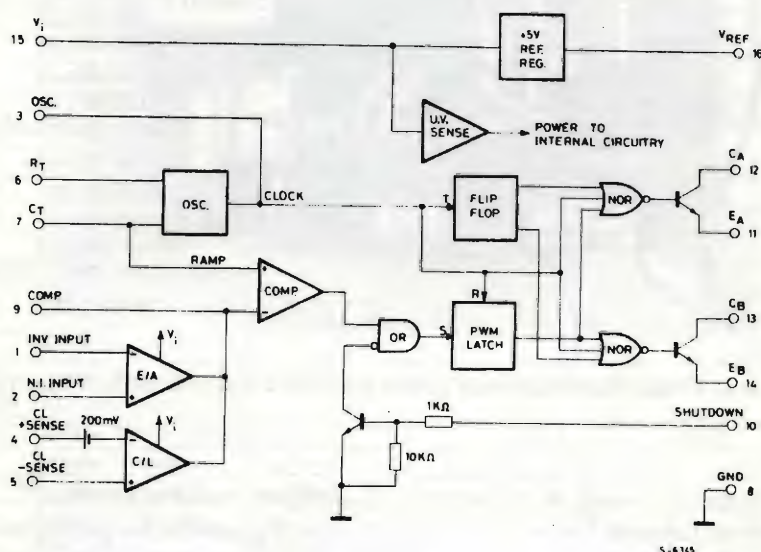 Vi
15
+5V
REF.
REG.
VREF
16
OSC.
3
U.V.
SENSE
POWER TO
INTERNAL CIRCUITRY
RT
6
OSC.
CLOCK
CT
7
T
FLIP
FLOP
NOR
CA
12
EA
11
RAMP
COMP.
9
+
COMP
−
R
INV INPUT
1
−
Vi
E/A
+
N.I. INPUT
2
OR
S
PWM
LATCH
NOR
CB
13
EB
14
CL
+SENSE
4
200mV
−
Vi
C/L
+
CL
−SENSE
5
1KΩ
10KΩ
SHUTDOWN
10
GND
8